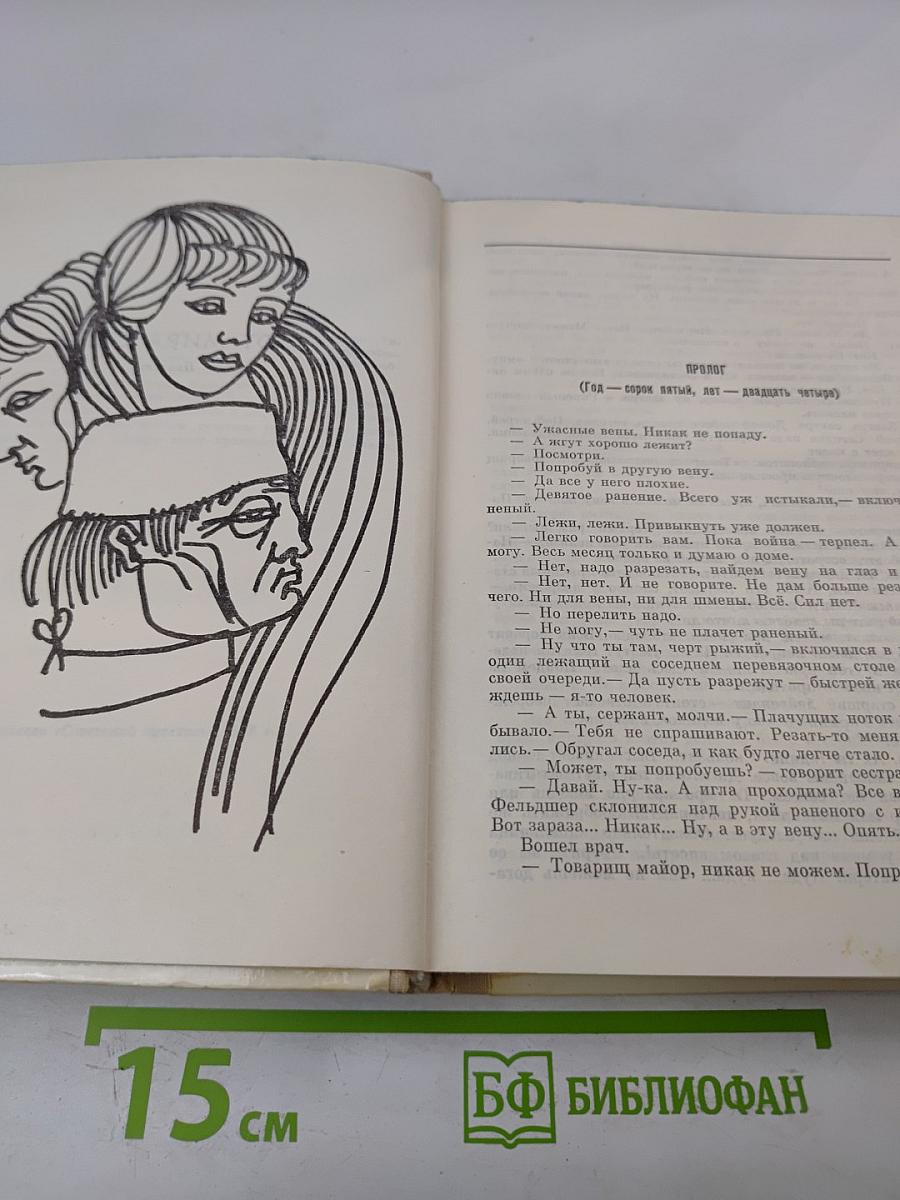 ПРОЛОГ
(Год — сорок пятый, лет — двадцать четыре)
— Ужасные вены. Никак не попаду.
— А жгут хорошо лежит?
— Посмотри.
— Попробуй в другую вену.
— Да все у него плохие.
— Девятое ранение. Всего уж истыкали,— включ
неный.
— Лежи, лежи. Привыкнуть уже должен.
— Легко говорить вам. Пока война — терпел. А
могу. Весь месяц только и думаю о доме.
— Нет, надо разрезать, найдем вену на глаз и
— Нет, нет. И не говорите. Не дам больше рез
чего. Ни для вены, ни для шмены. Всё. Сил нет.
— Но перелить надо.
— Не могу,— чуть не плачет раненый.
— Ну что ты там, черт рыжий,— включился в
один лежащий на соседнем перевязочном столе
своей очереди.— Да пусть разрежут — быстрей же
ждешь — я-то человек.
— А ты, сержант, молчи.— Плачущих ноток
бывало.— Тебя не спрашивают. Резать-то меня
лись.— Обругал соседа, и как будто легче стало.
— Может, ты попробуешь? — говорит сестра
— Давай. Ну-ка. А игла проходима? Все в
Фельдшер склонился над рукой раненого с и
Вот зараза... Никак... Ну, а в эту вену... Опять.
Вошел врач.
— Товарищ майор, никак не можем. Попр
15 см
БФ БИБЛИОФАН